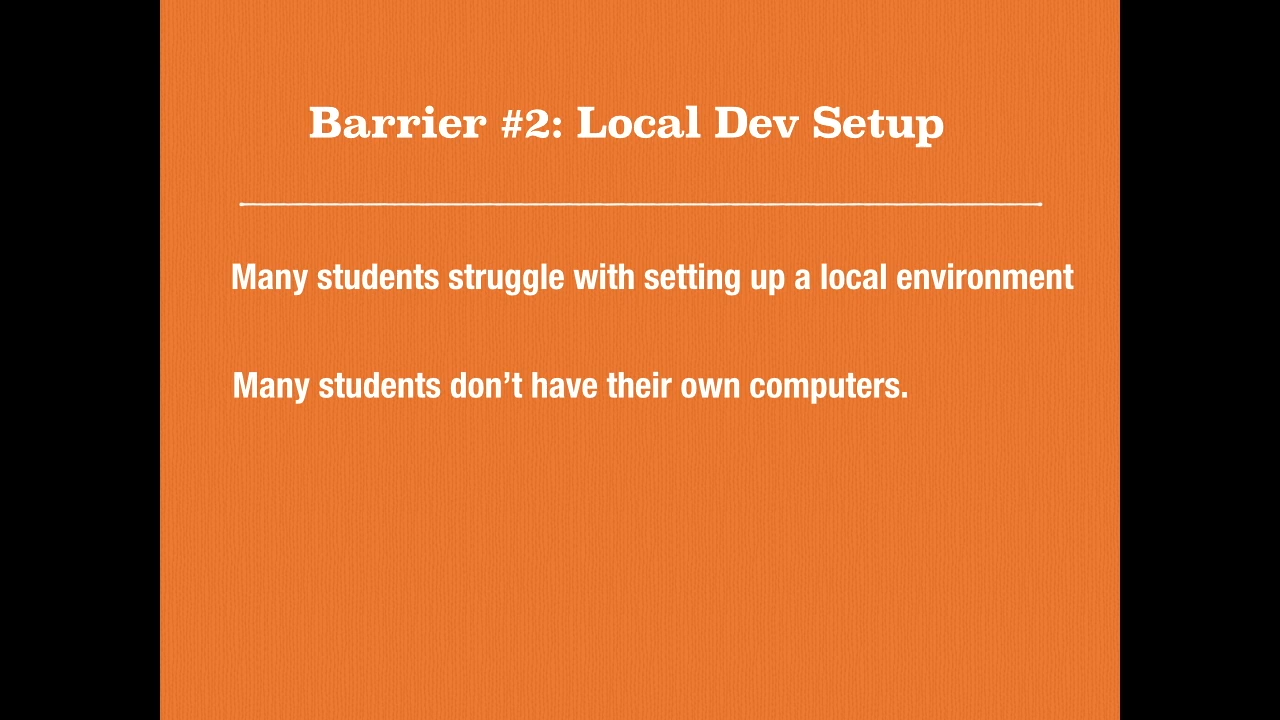 Barrier #2: Local Dev Setup
Many students struggle with setting up a local environment
Many students don’t have their own computers.